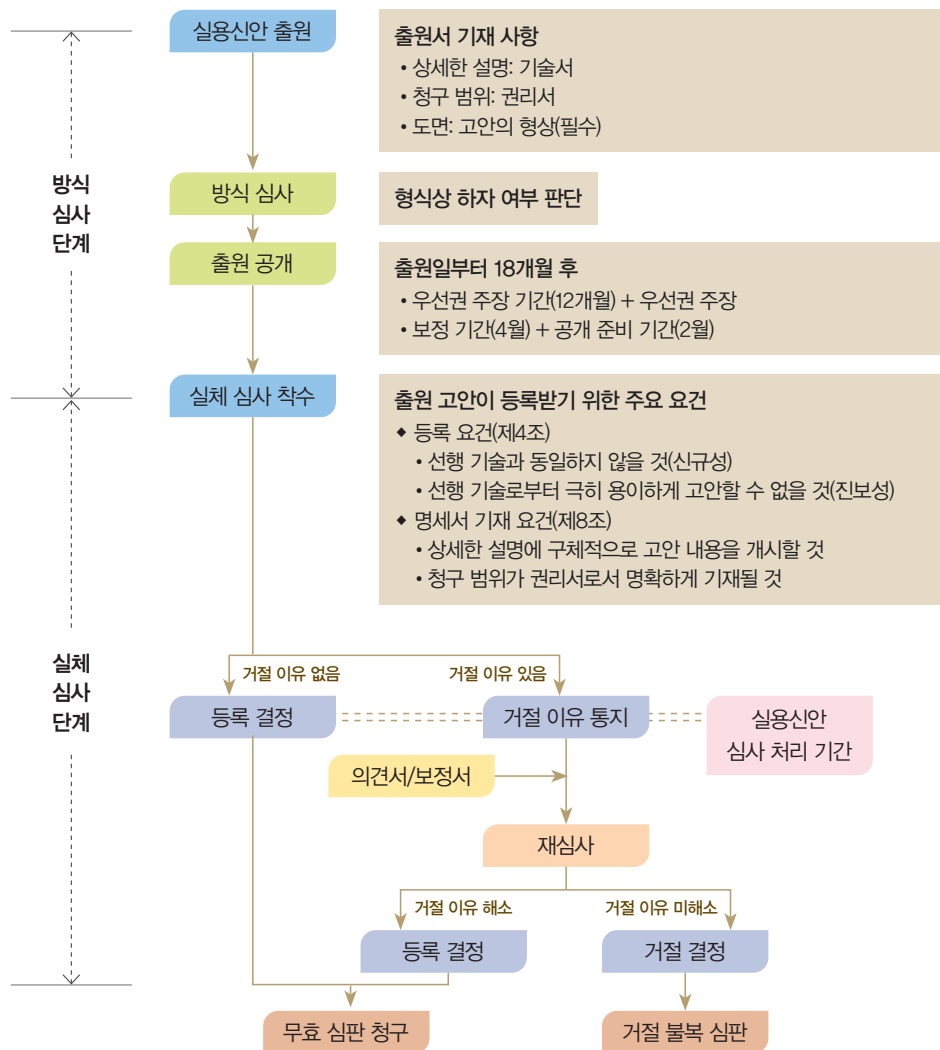 실용신안 출원
출원서 기재 사항
• 상세한 설명: 기술서
• 청구 범위: 권리서
• 도면: 고안의 형상(필수)
방식
심사
단계
방식 심사
형식상 하자 여부 판단
출원 공개
출원일부터 18개월 후
• 우선권 주장 기간(12개월) + 우선권 주장
• 보정 기간(4월) + 공개 준비 기간(2월)
실체 심사 착수
출원 고안이 등록받기 위한 주요 요건
◆ 등록 요건(제4조)
• 선행 기술과 동일하지 않을 것(신규성)
• 선행 기술로부터 극히 용이하게 고안할 수 없을 것(진보성)
◆ 명세서 기재 요건(제8조)
• 상세한 설명에 구체적으로 고안 내용을 개시할 것
• 청구 범위가 권리서로서 명확하게 기재될 것
실체
심사
단계
거절 이유 없음
거절 이유 있음
등록 결정
거절 이유 통지
실용신안
심사 처리 기간
의견서/보정서
재심사
거절 이유 해소
거절 이유 미해소
등록 결정
거절 결정
무효 심판 청구
거절 불복 심판